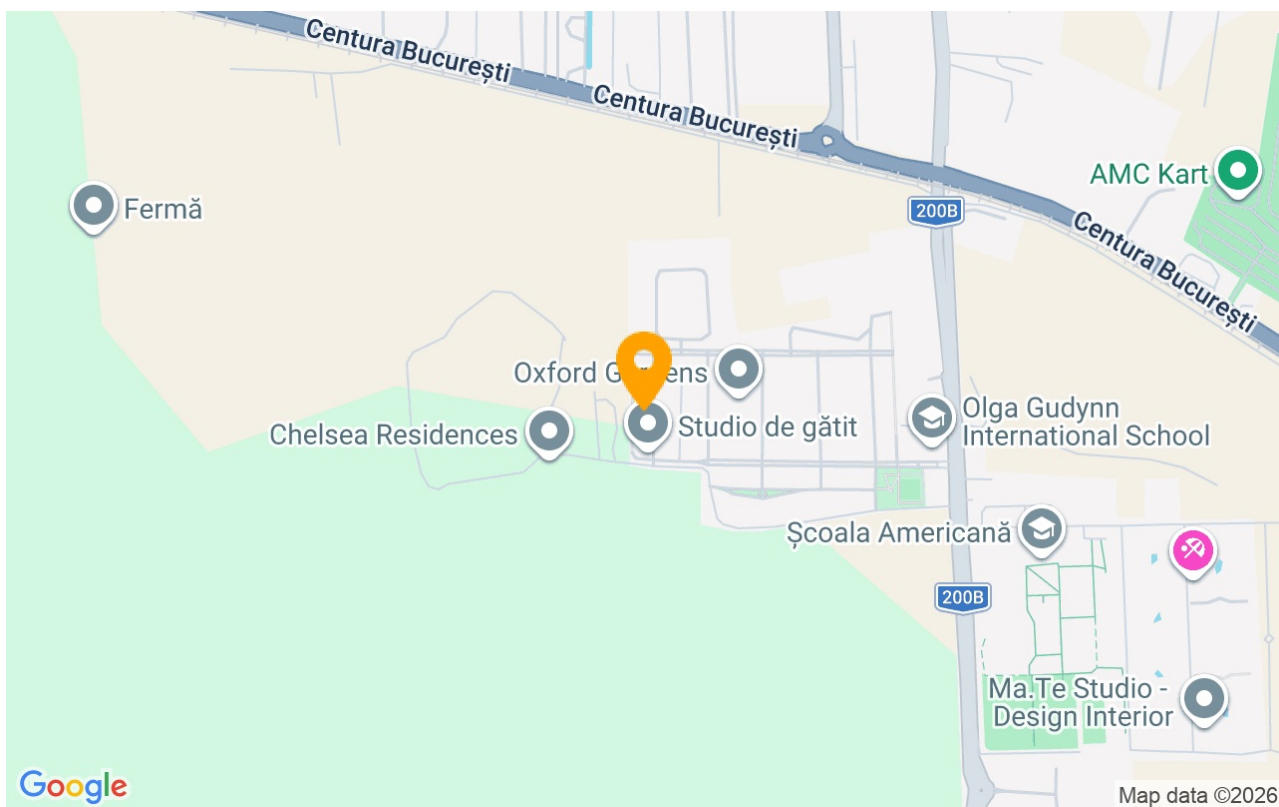 Centura București
Centura București
AMC Kart
Fermă
200B
Centura București
Oxford G
ens
Studio de gătit
Olga Gudynn
International School
Chelsea Residences
Școala Americană
200B
Ma.Te Studio -
Design Interior
Google
Map data ©2026